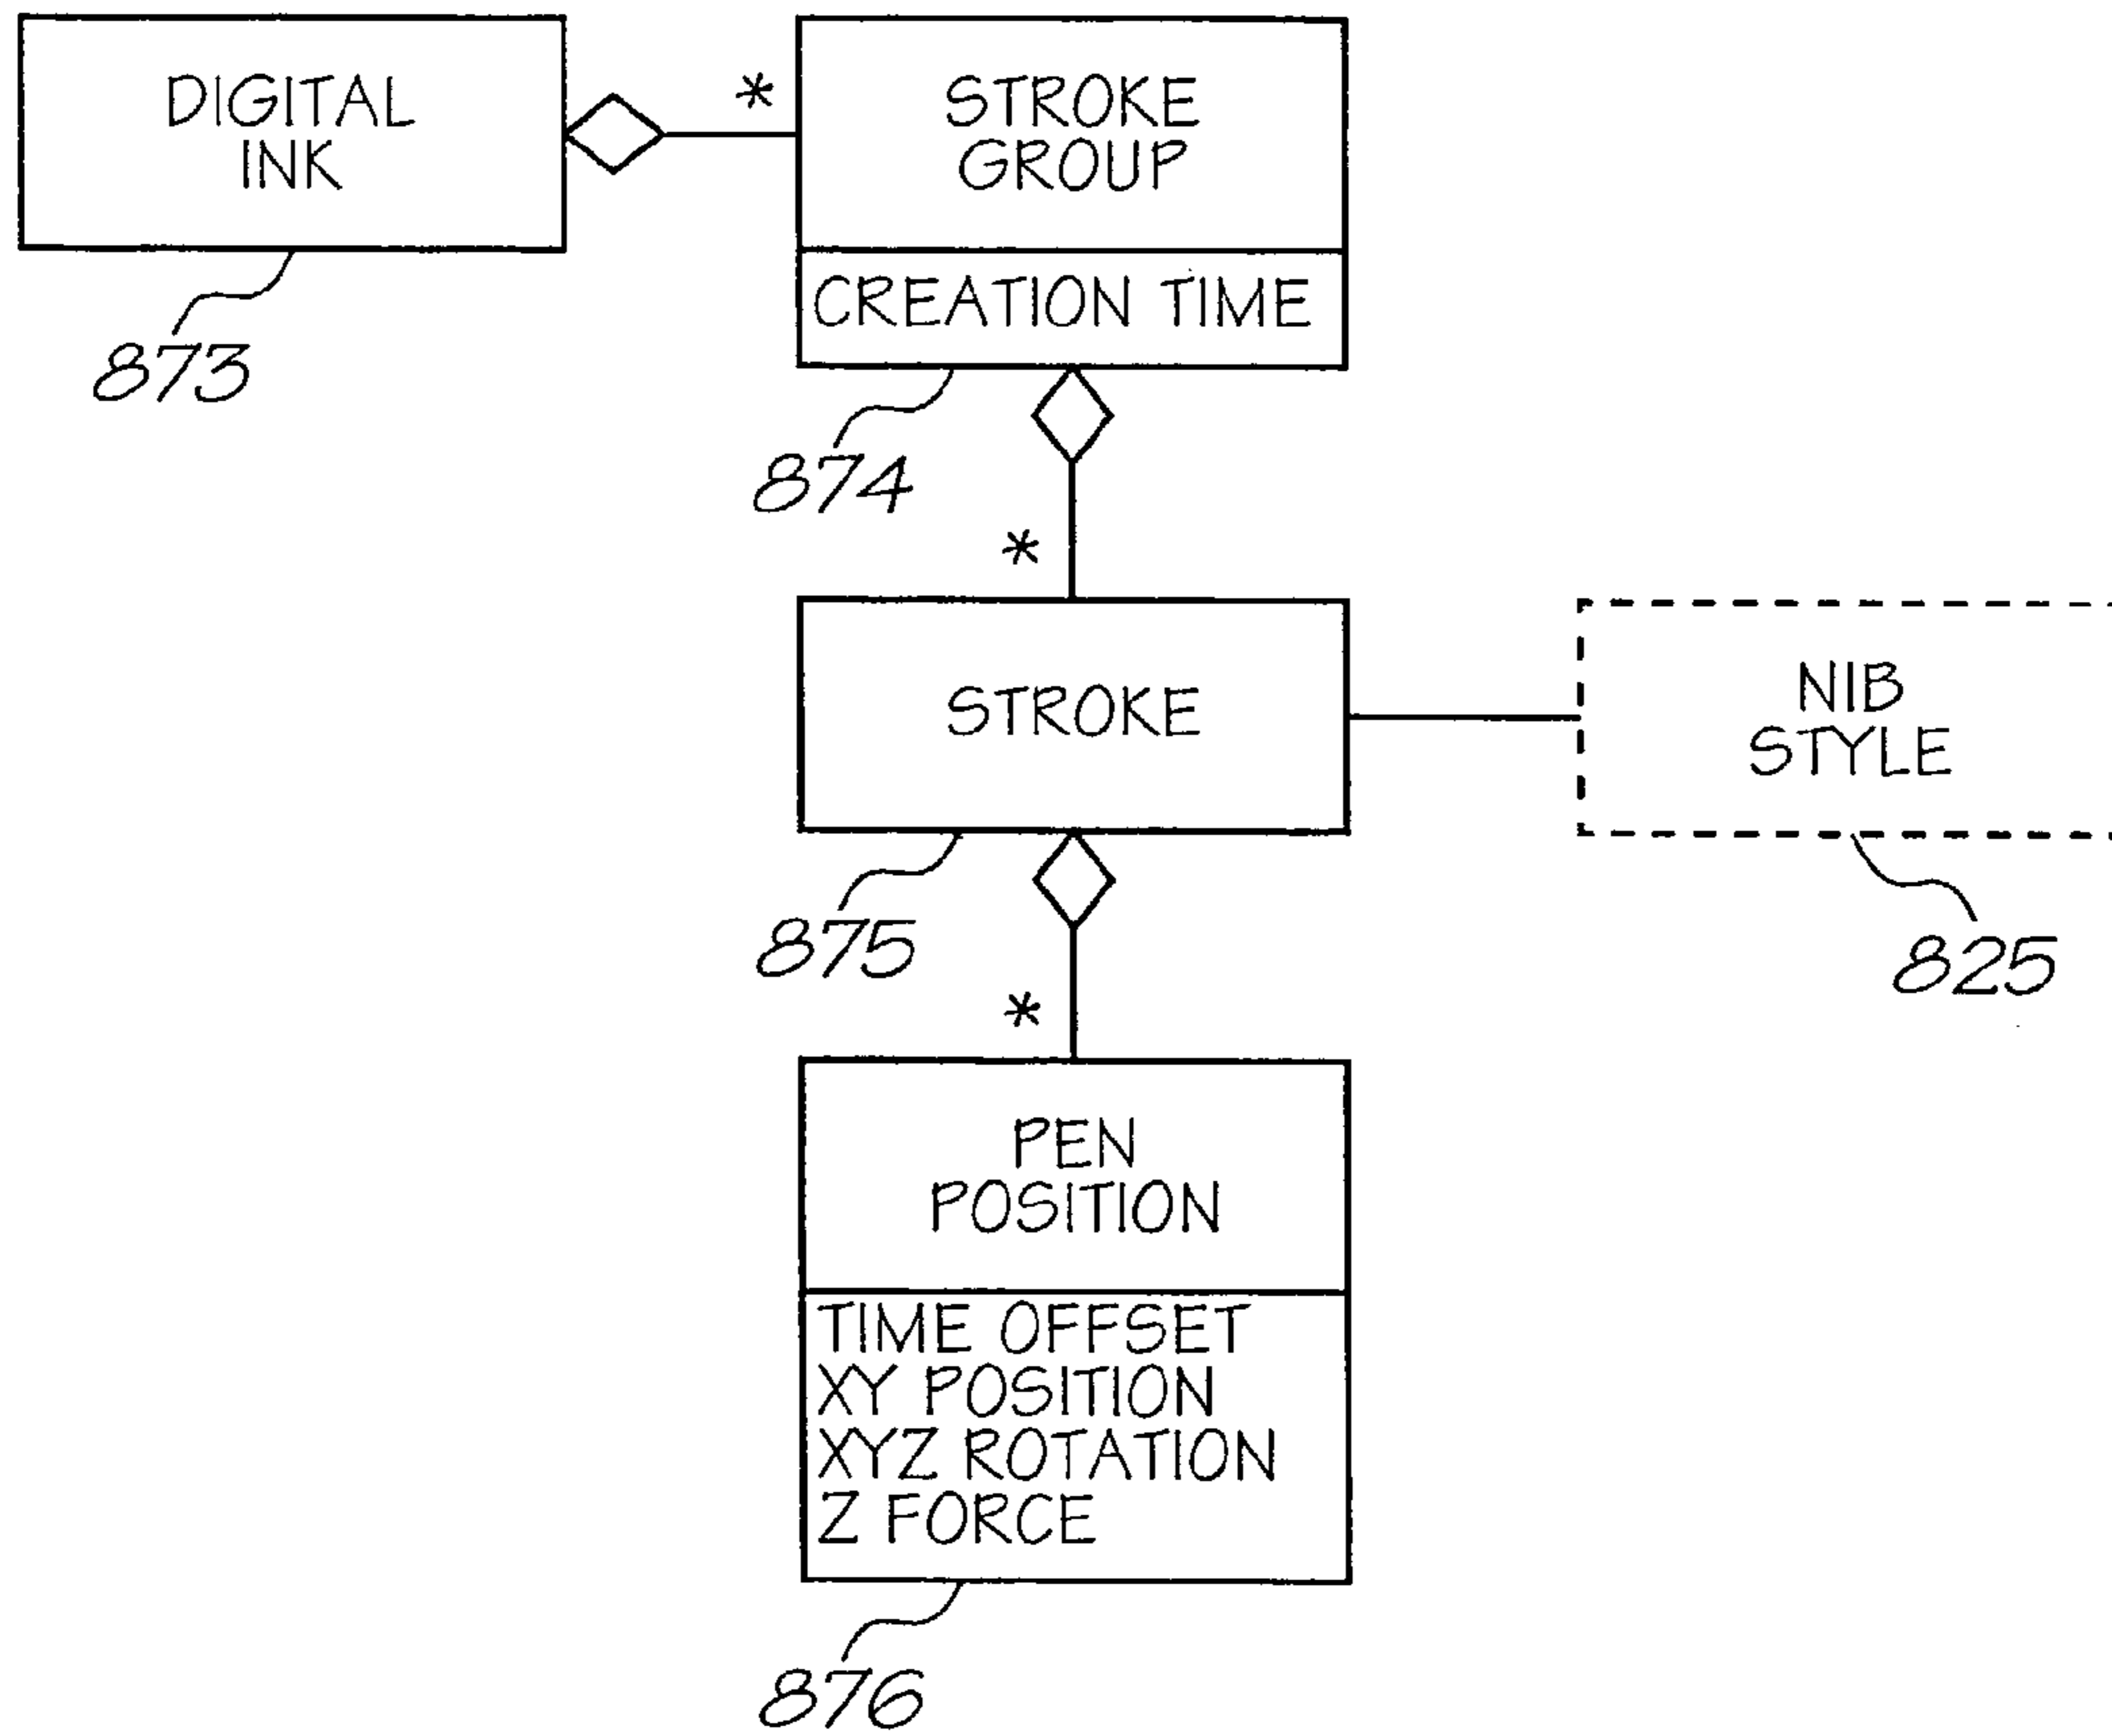 DIGITAL
INK
873
*
STROKE
GROUP
CREATION TIME
874
*
STROKE
875
NIB
STYLE
825
*
PEN
POSITION
TIME OFFSET
XY POSITION
XYZ ROTATION
Z FORCE
876